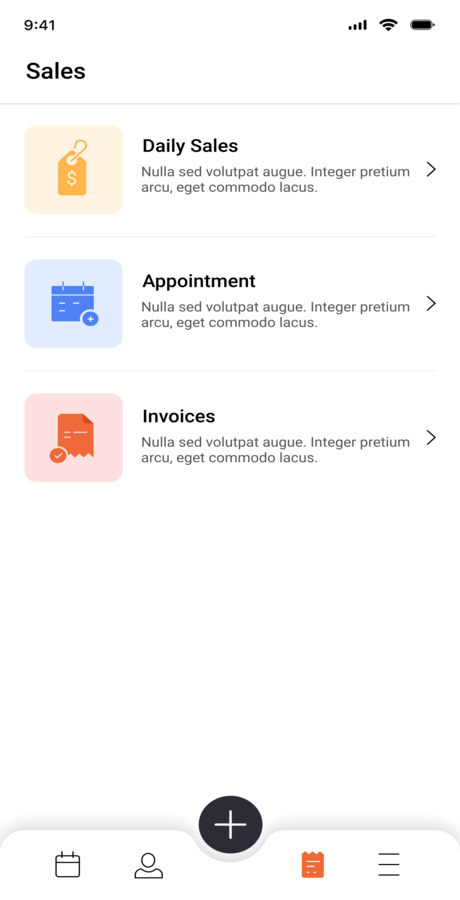 9:41
Sales
$
Daily Sales
Nulla sed volutpat augue. Integer pretium
arcu, eget commodo lacus.
Appointment
Nulla sed volutpat augue. Integer pretium
arcu, eget commodo lacus.
Invoices
Nulla sed volutpat augue. Integer pretium
arcu, eget commodo lacus.